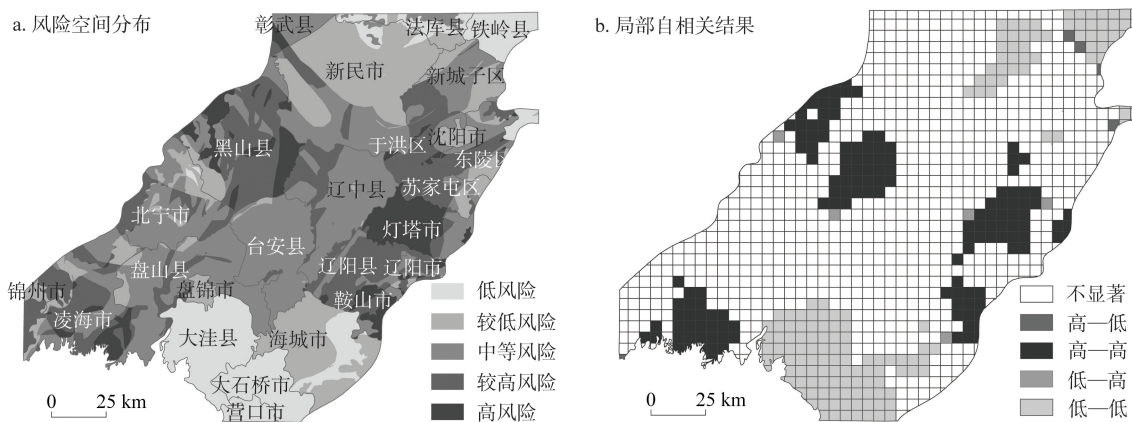 a. 风险空间分布
彰武县
法库县
铁岭县
新民市
新城子区
黑山县
于洪区
沈阳市
东陵区
辽中县
苏家屯区
北宁市
灯塔市
台安县
盘山县
辽阳县
辽阳市
锦州市
盘锦市
鞍山市
凌海市
大洼县
海城市
大石桥市
营口市
低风险
较低风险
中等风险
较高风险
高风险
0 25 km
b. 局部自相关结果
不显著
高—低
高—高
低—高
低—低
0 25 km